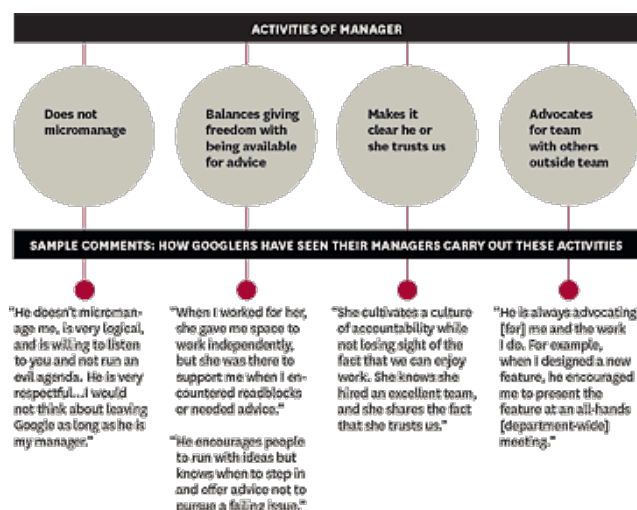 ACTIVITIES OF MANAGER
Does not
micromanage
Balances giving
freedom with
being available
for advice
Makes it
clear he or
she trusts us
Advocates
for team
with others
outside team
SAMPLE COMMENTS: HOW GOOGLERS HAVE SEEN THEIR MANAGERS CARRY OUT THESE ACTIVITIES
“He doesn’t microman-
age me, is very logical,
and is willing to listen
to you and not run an
evil agenda. He is very
respectful...I would
not think about leaving
Google as long as he is
my manager.”
“When I worked for her,
she gave me space to
work independently,
but she was there to
support me when I en-
countered roadblocks
or needed advice.”
“He encourages people
to run with ideas but
knows when to step in
and offer advice not to
pursue a failing issue.”
“She cultivates a culture
of accountability while
not losing sight of the
fact that we can enjoy
work. She knows she
hired an excellent team,
and she shares the fact
that she trusts us.”
“He is always advocating
[for] me and the work
I do. For example,
when I designed a new
feature, he encouraged
me to present the
feature at an all-hands
[department-wide]
meeting.”